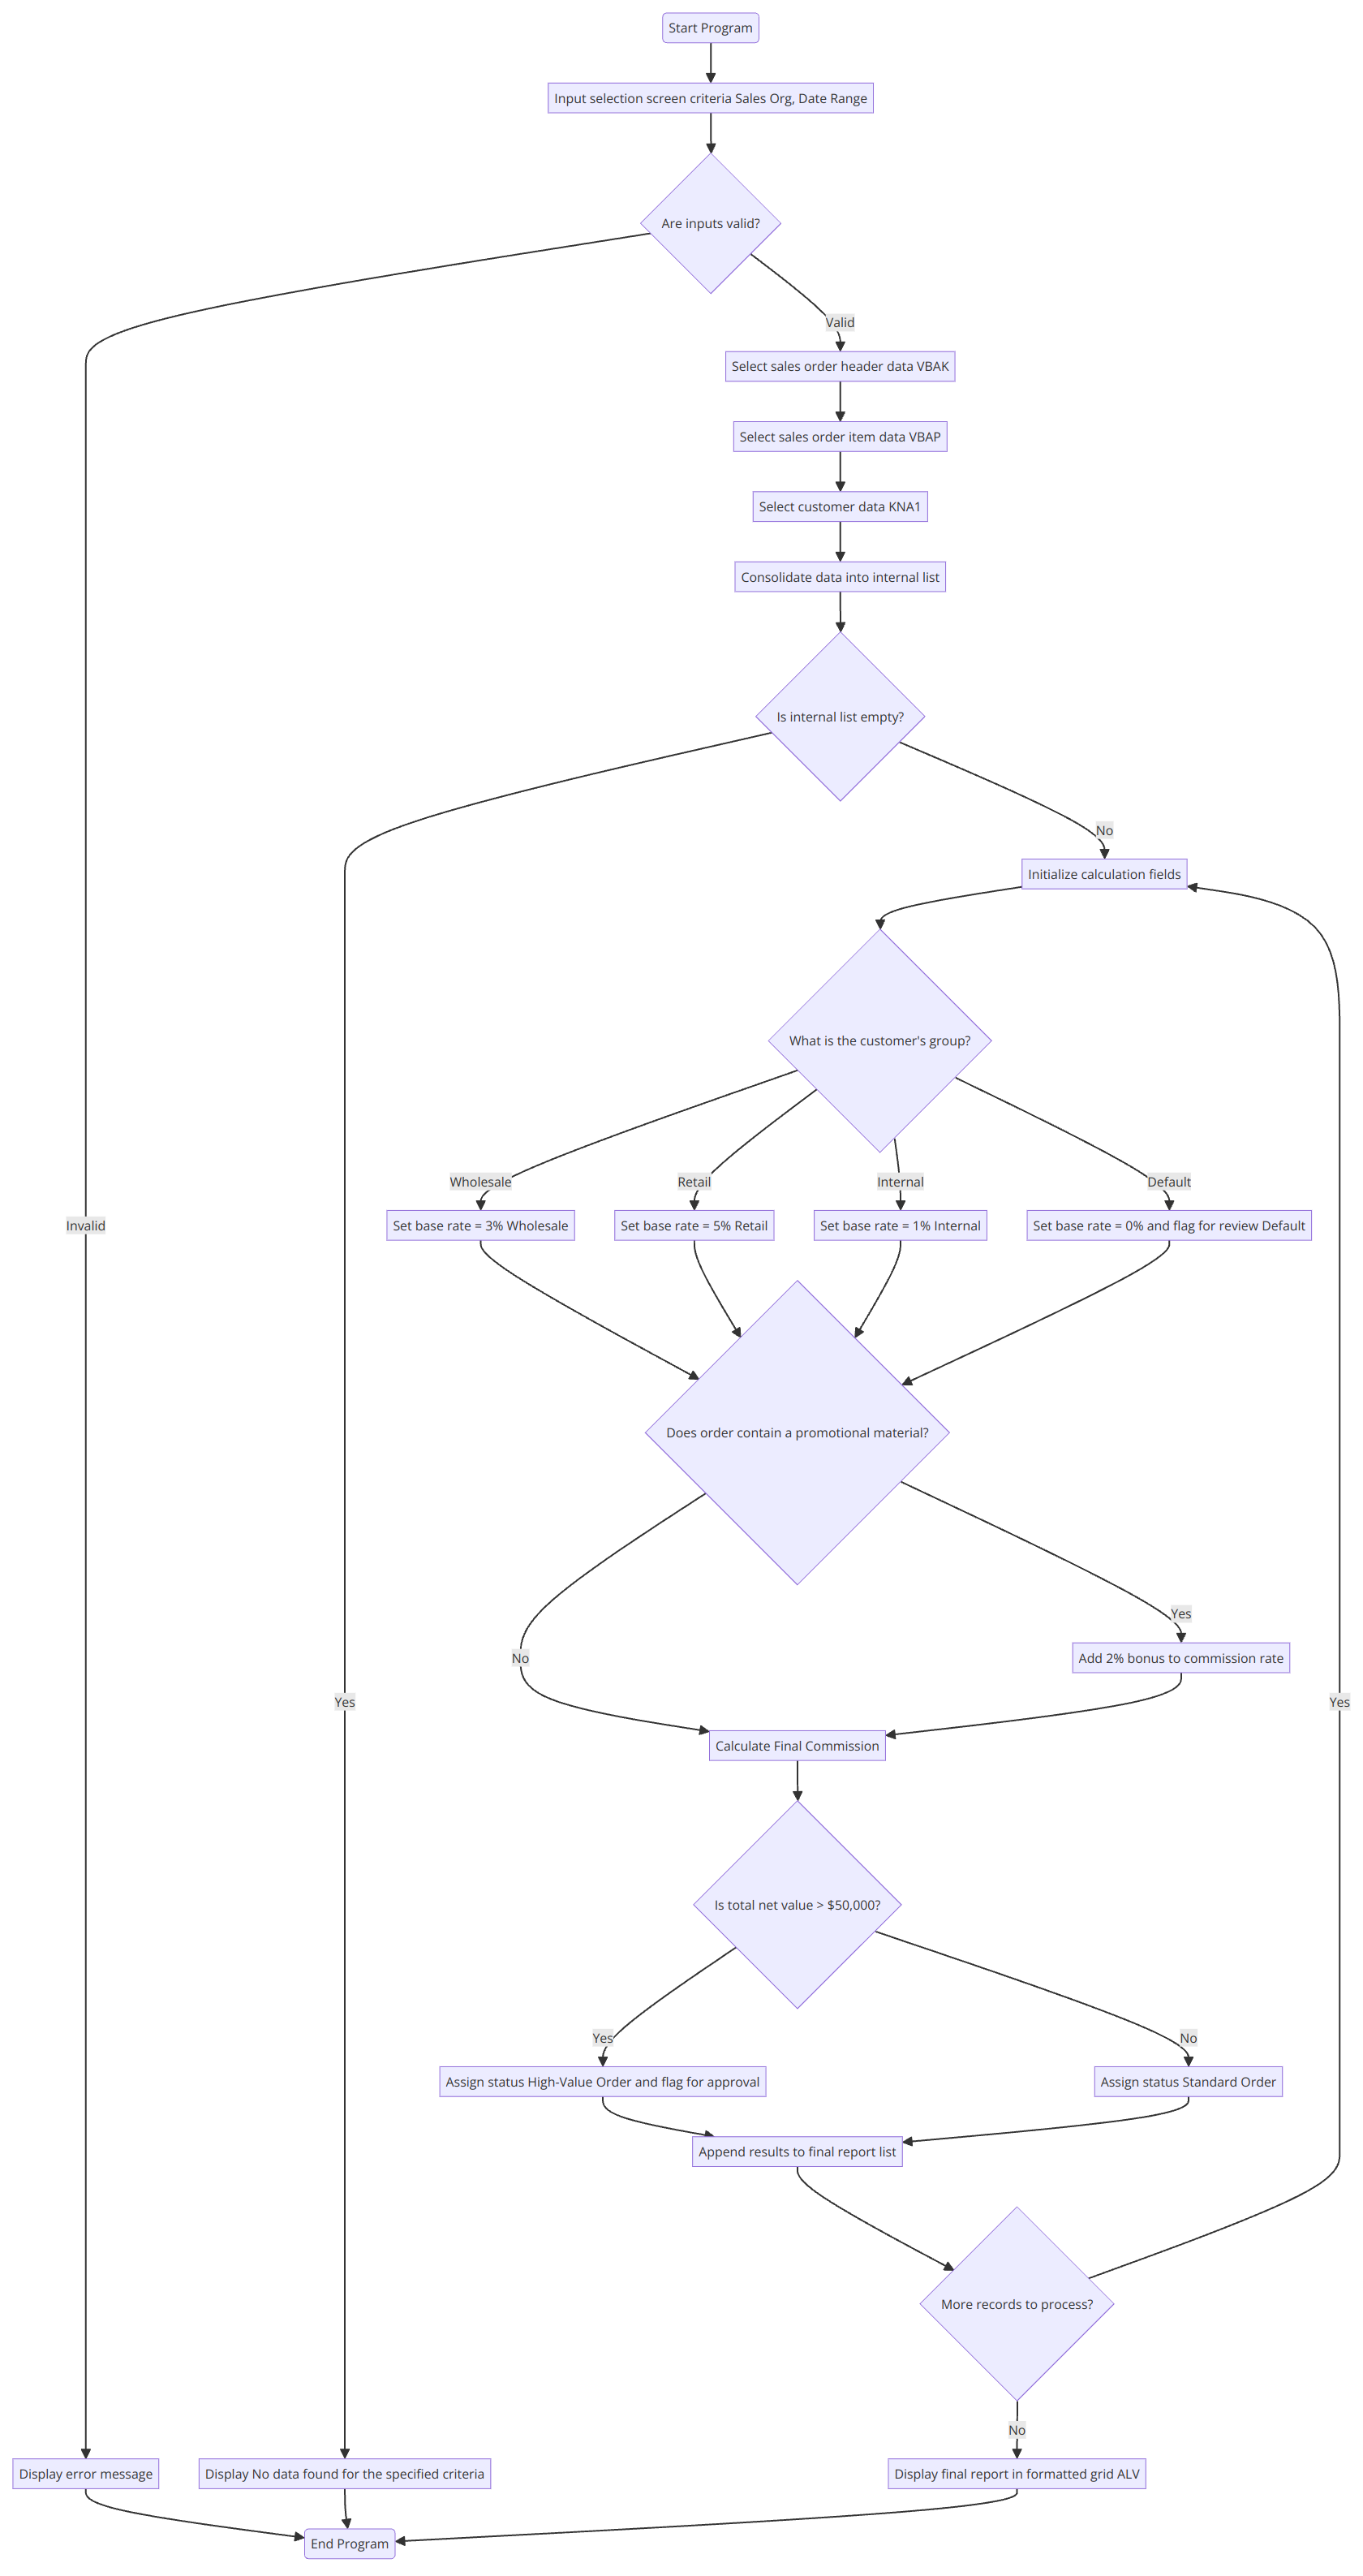 Start Program
Input selection screen criteria Sales Org, Date Range
Are inputs valid?
Valid
Select sales order header data VBAK
Select sales order item data VBAP
Select customer data KNA1
Consolidate data into internal list
Is internal list empty?
No
Initialize calculation fields
What is the customer's group?
Wholesale
Retail
Internal
Default
Invalid
Set base rate = 3% Wholesale
Set base rate = 5% Retail
Set base rate = 1% Internal
Set base rate = 0% and flag for review Default
Does order contain a promotional material?
Yes
No
Add 2% bonus to commission rate
Yes
Yes
Calculate Final Commission
Is total net value > $50,000?
Yes
No
Assign status High-Value Order and flag for approval
Assign status Standard Order
Append results to final report list
More records to process?
No
Display error message
Display No data found for the specified criteria
Display final report in formatted grid ALV
End Program